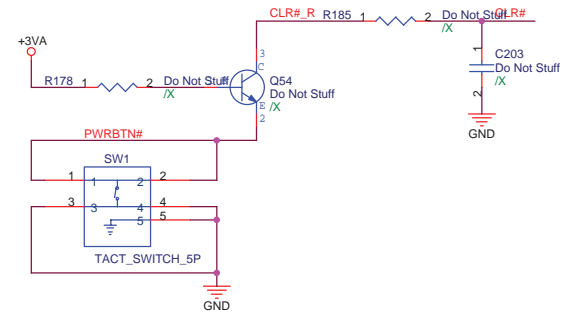 CLR#_R R185 1 2 Do Not Stuff CLR#
/X
+3VA
3
C
1
C203
Do Not Stuff
/X
2
GND
R178 1 2 Do Not Stuff
/X
Q54
Do Not Stuff
/X
E
2
PWRBTN#
SW1
1 1 2 2
3 3 4 4
5 5
TACT_SWITCH_5P
GND